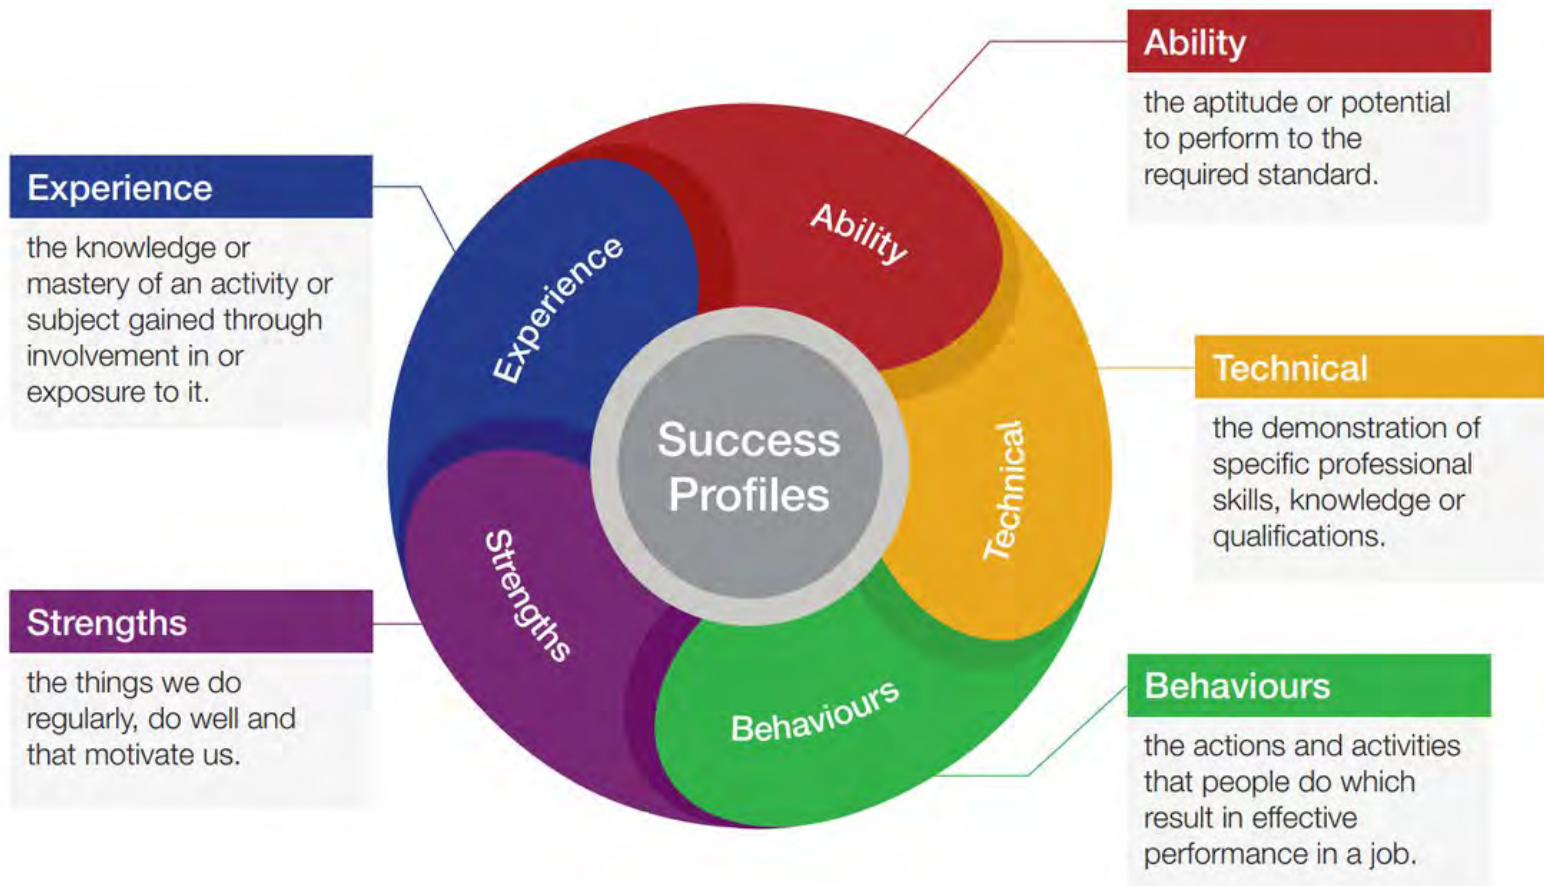 Ability
the aptitude or potential
to perform to the
required standard.
Experience
the knowledge or
mastery of an activity or
subject gained through
involvement in or
exposure to it.
Technical
the demonstration of
specific professional
skills, knowledge or
qualifications.
Strengths
the things we do
regularly, do well and
that motivate us.
Behaviours
the actions and activities
that people do which
result in effective
performance in a job.
Success
Profiles
Ability
Technical
Behaviours
Strengths
Experience